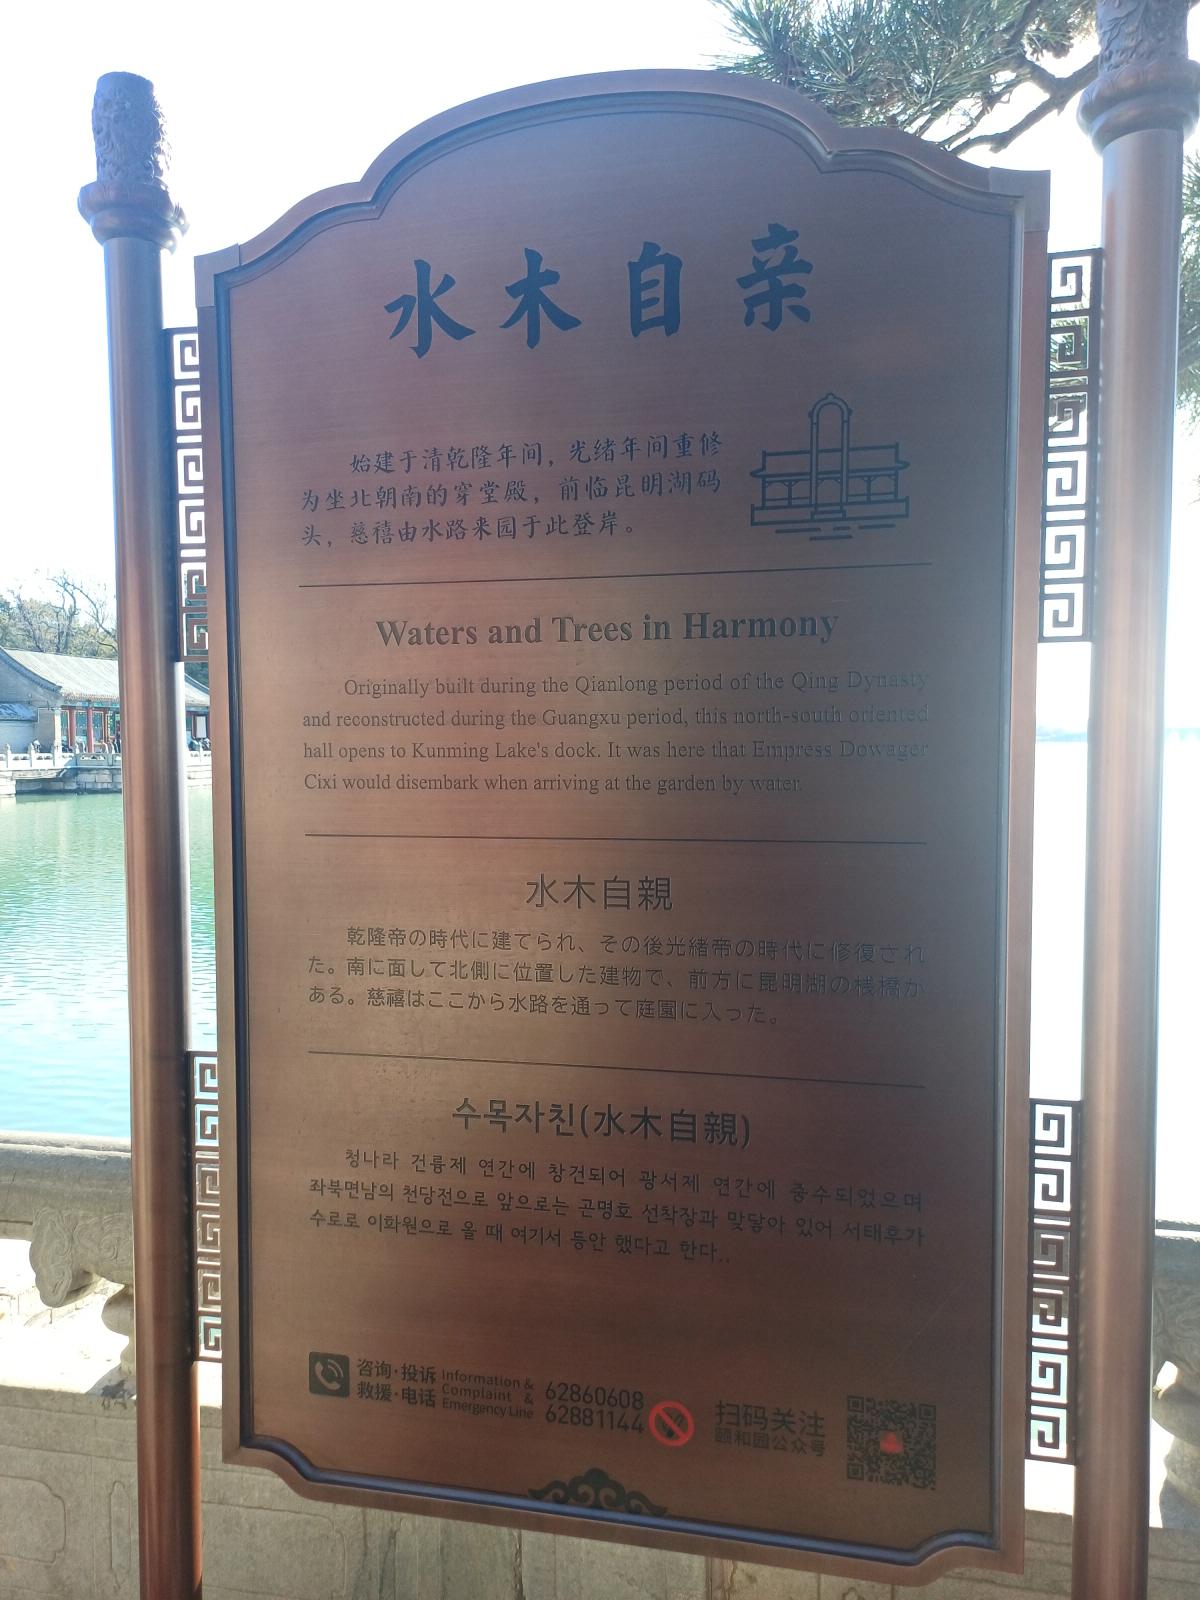 水木自亲
始建于清乾隆年间，光绪年间重修
为坐北朝南的穿堂殿，前临昆明湖码
头，慈禧由水路来园于此登岸。
Waters and Trees in Harmony
Originally built during the Qianlong period of the Qing Dynasty
and reconstructed during the Guangxu period, this north-south oriented
hall opens to Kunming Lake's dock. It was here that Empress Dowager
Cixi would disembark when arriving at the garden by water.
水木自親
乾隆帝の時代に建てられ、その後光緒帝の時代に修復され
た。南に面して北側に位置した建物で、前方に昆明湖の桟橋が
ある。慈禧はここから水路を通って庭園に入った。
수목자친(水木自親)
청나라 건륭제 연간에 창건되어 광서제 연간에 중수되었으며
좌북면남의 천당전으로 앞으로는 곤명호 선착장과 맞닿아 있어 서태후가
수로로 이화원으로 올 때 여기서 등안 했다고 한다..
咨询·投诉 Information & 62860608
救援·电话 Complaint & 62881144
Emergency Line
扫码关注
颐和园公众号